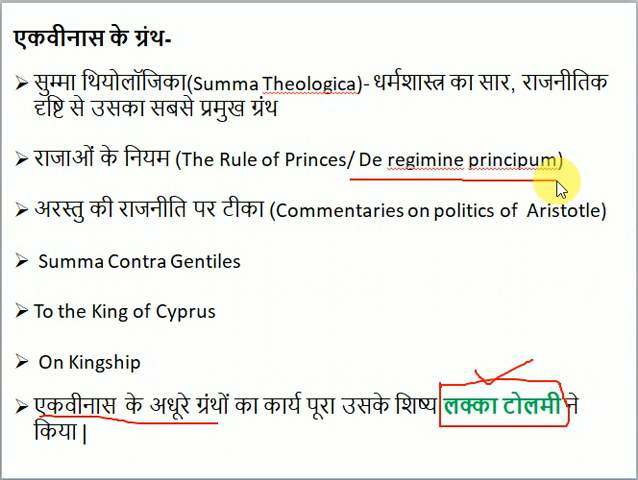 एकवीनास के ग्रंथ-
➢ सुम्मा थियोलॉजिका(Summa Theologica)- धर्मशास्त्र का सार, राजनीतिक
दृष्टि से उसका सबसे प्रमुख ग्रंथ
➢ राजाओं के नियम (The Rule of Princes/ De regimine principum)
➢ अरस्तु की राजनीति पर टीका (Commentaries on politics of Aristotle)
➢ Summa Contra Gentiles
➢ To the King of Cyprus
➢ On Kingship
➢ एकवीनास के अधूरे ग्रंथों का कार्य पूरा उसके शिष्य लक्का टोलमी ने
किया |